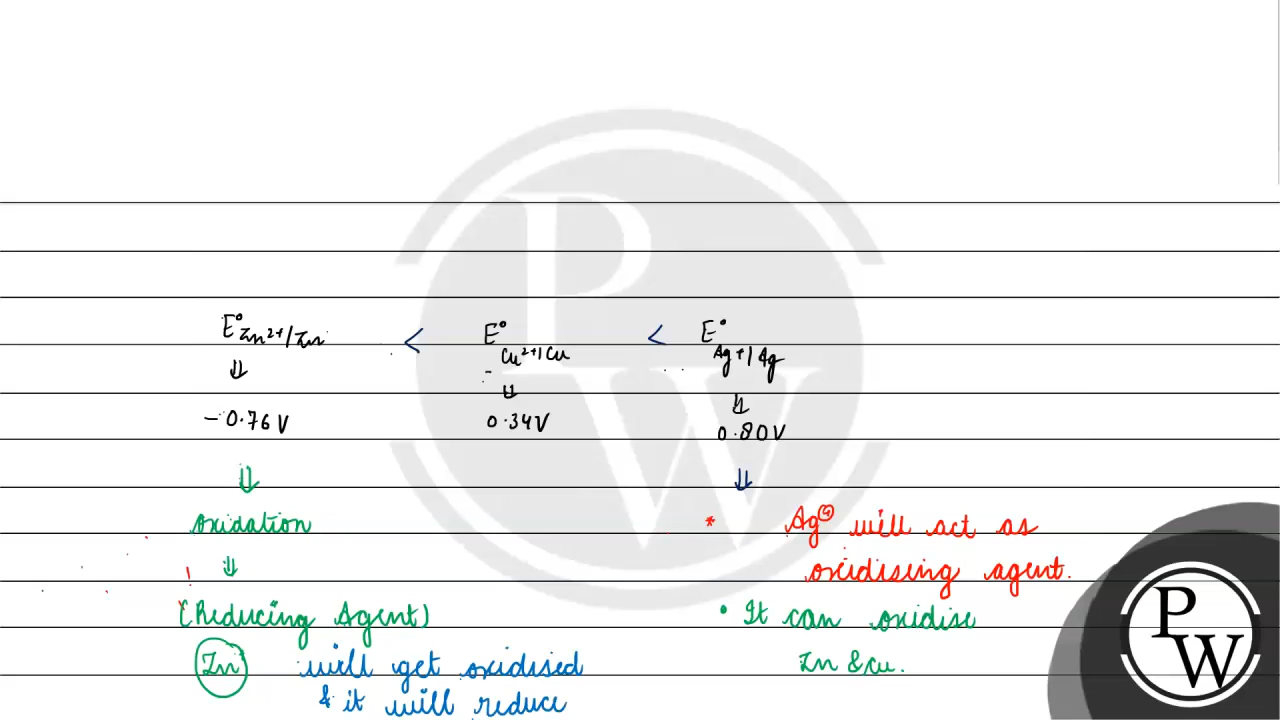 E°Zn²⁺/Zn < E°Cu²⁺/Cu < E°Ag⁺/Ag
⇓ ⇓ ⇓
-0.76V 0.34V 0.80V
⇓ ⇓
oxidation
* Ag⊕ will act as
oxidising agent.
⇓
(Reducing Agent)
• It can oxidise
Zn & Cu.
Zn will get oxidised
& it will reduce
P
W
P
W